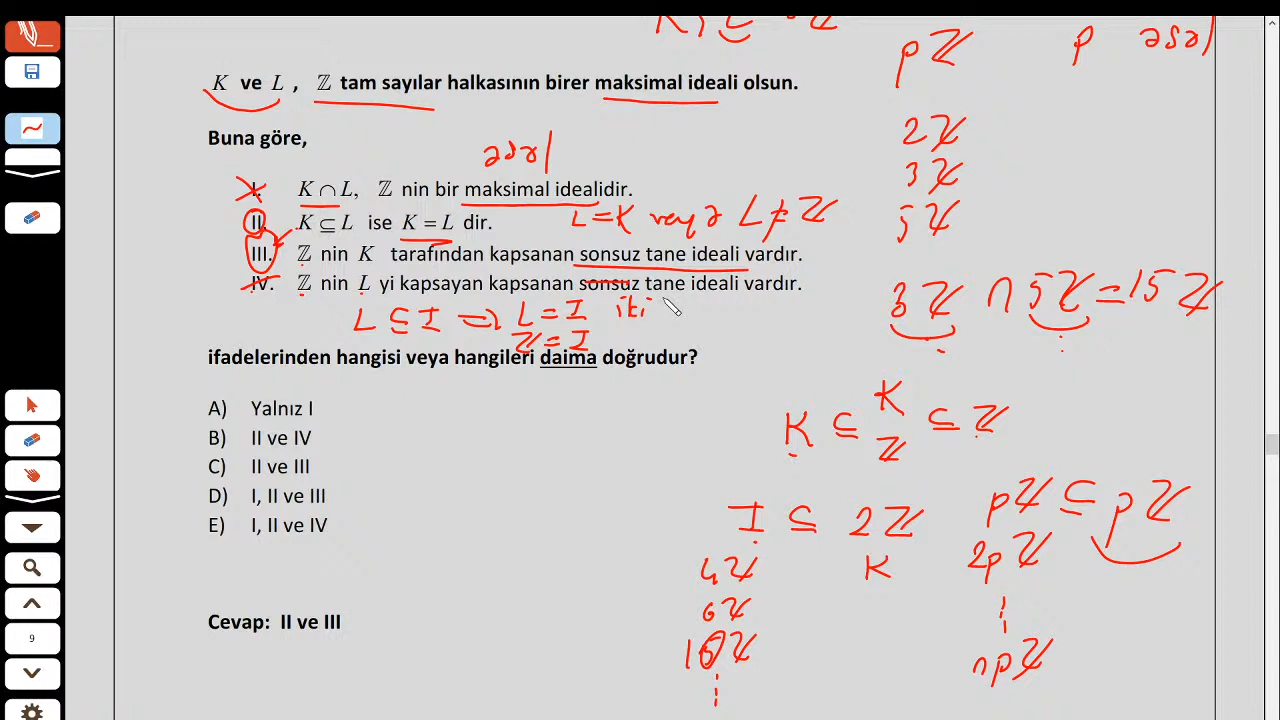 pℤ p asal
K ve L , ℤ tam sayılar halkasının birer maksimal ideali olsun.
2ℤ
Buna göre,
asal
3ℤ
I. K ∩ L, ℤ nin bir maksimal idealidir.
5ℤ
II. K ⊆ L ise K = L dir. L=K veya L≠ℤ
III. ℤ nin K tarafından kapsanan sonsuz tane ideali vardır.
IV. ℤ nin L yi kapsayan kapsanan sonsuz tane ideali vardır.
3ℤ ∩ 5ℤ = 15ℤ
L ⊆ I ⇒ L = I iki
ℤ = I
ifadelerinden hangisi veya hangileri daima doğrudur?
A) Yalnız I
B) II ve IV
C) II ve III
D) I, II ve III
E) I, II ve IV
K ⊆ K ⊆ ℤ
ℤ
I ⊆ 2ℤ
K
4ℤ
6ℤ
pℤ ⊆ pℤ
2pℤ
npℤ
Cevap: II ve III
9